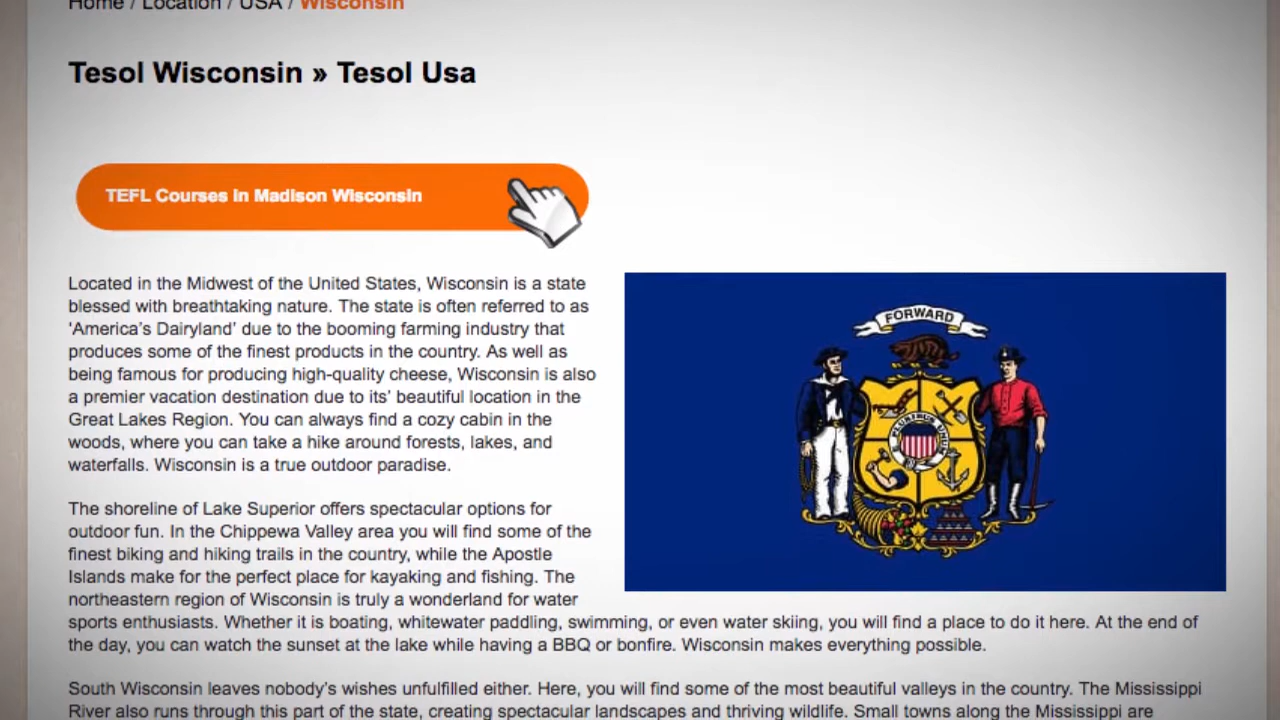 Home / Location / USA / Wisconsin
Tesol Wisconsin » Tesol Usa
TEFL Courses in Madison Wisconsin
Located in the Midwest of the United States, Wisconsin is a state
blessed with breathtaking nature. The state is often referred to as
'America's Dairyland' due to the booming farming industry that
produces some of the finest products in the country. As well as
being famous for producing high-quality cheese, Wisconsin is also
a premier vacation destination due to its' beautiful location in the
Great Lakes Region. You can always find a cozy cabin in the
woods, where you can take a hike around forests, lakes, and
waterfalls. Wisconsin is a true outdoor paradise.
FORWARD
E PLURIBUS UNUM
The shoreline of Lake Superior offers spectacular options for
outdoor fun. In the Chippewa Valley area you will find some of the
finest biking and hiking trails in the country, while the Apostle
Islands make for the perfect place for kayaking and fishing. The
northeastern region of Wisconsin is truly a wonderland for water
sports enthusiasts. Whether it is boating, whitewater paddling, swimming, or even water skiing, you will find a place to do it here. At the end of
the day, you can watch the sunset at the lake while having a BBQ or bonfire. Wisconsin makes everything possible.
South Wisconsin leaves nobody's wishes unfulfilled either. Here, you will find some of the most beautiful valleys in the country. The Mississippi
River also runs through this part of the state, creating spectacular landscapes and thriving wildlife. Small towns along the Mississippi are